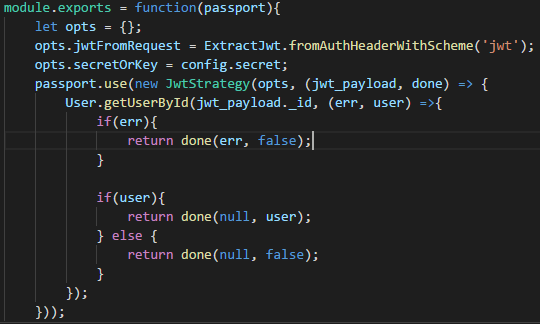 module.exports = function(passport){
    let opts = {};
    opts.jwtFromRequest = ExtractJwt.fromAuthHeaderWithScheme('jwt');
    opts.secretOrKey = config.secret;
    passport.use(new JwtStrategy(opts, (jwt_payload, done) => {
        User.getUserById(jwt_payload._id, (err, user) =>{
            if(err){
                return done(err, false);
            }

            if(user){
                return done(null, user);
            } else {
                return done(null, false);
            }
        });
    }));